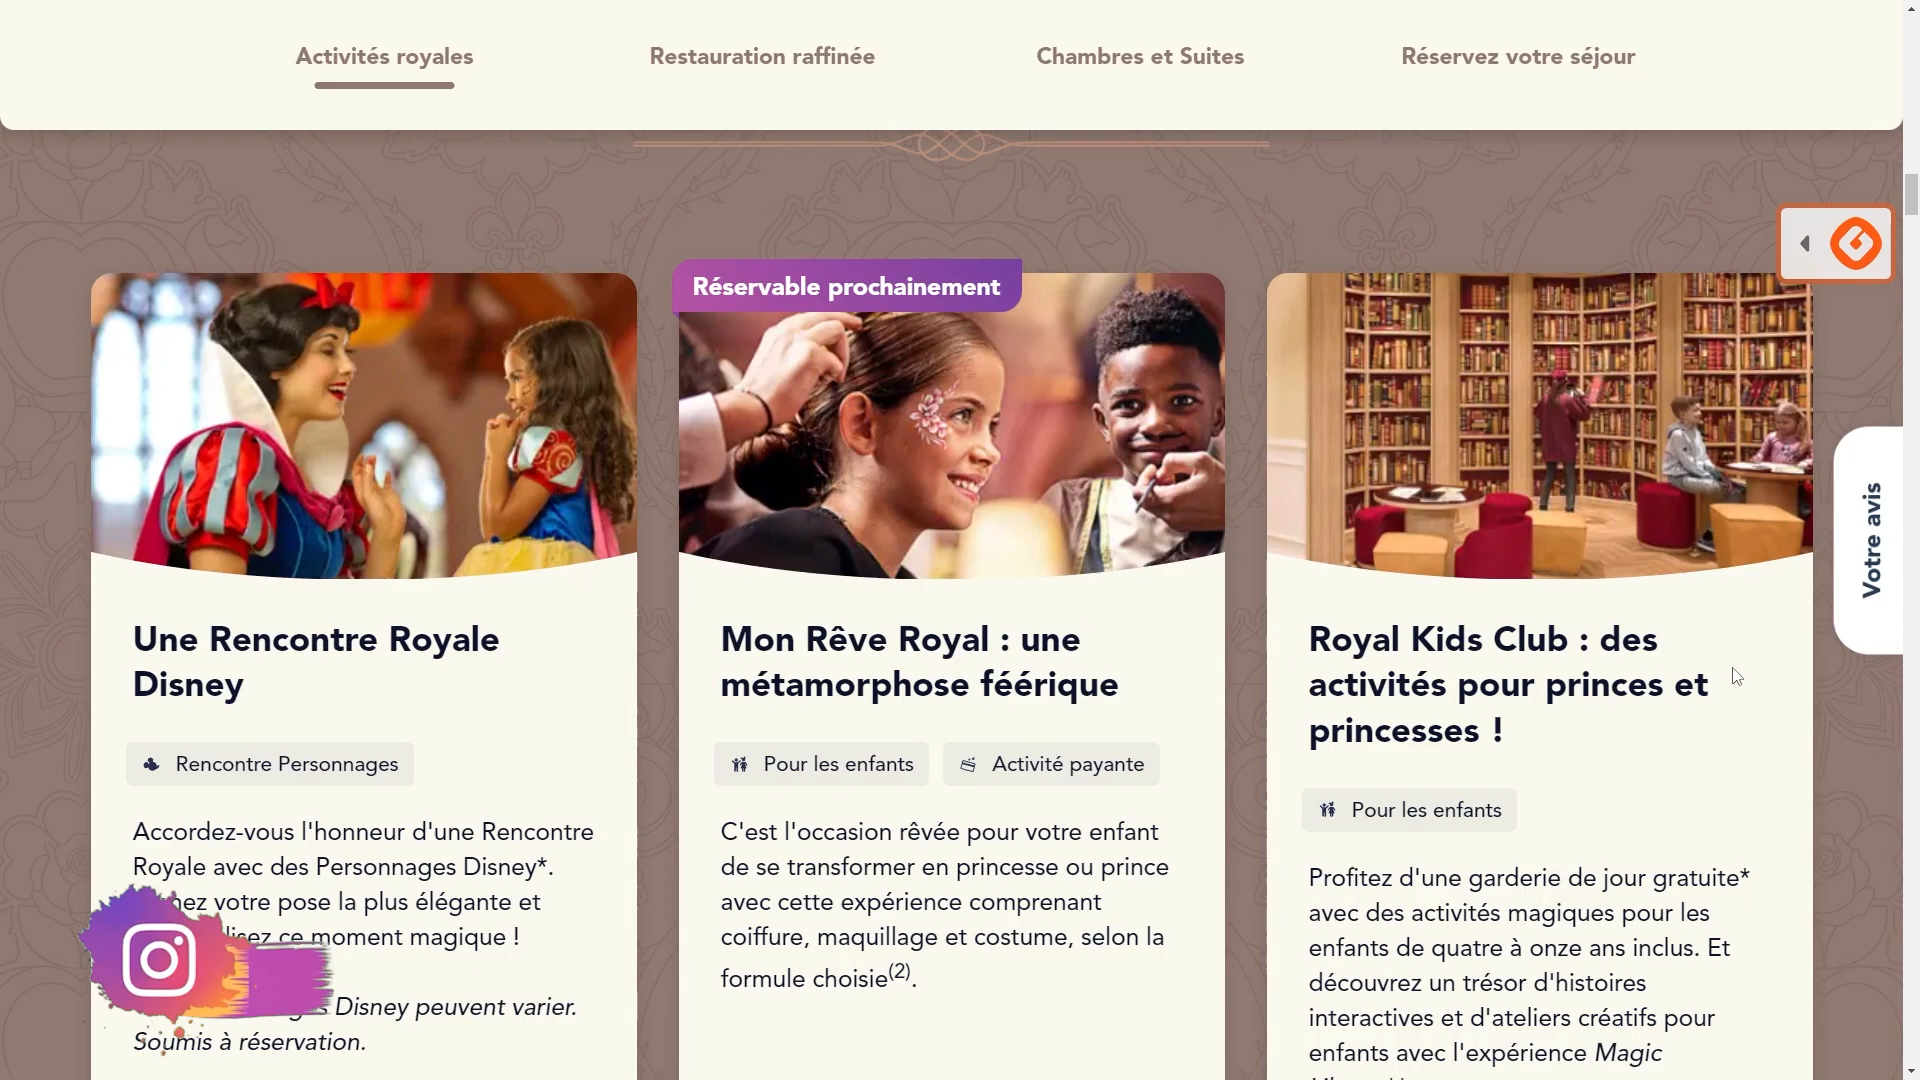 Activités royales
Restauration raffinée
Chambres et Suites
Réservez votre séjour
Réservable prochainement
Votre avis
Une Rencontre Royale
Disney
Rencontre Personnages
Accordez-vous l'honneur d'une Rencontre
Royale avec des Personnages Disney*.
votre pose la plus élégante et
ce moment magique !
Disney peuvent varier.
Soumis à réservation.
Mon Rêve Royal : une
métamorphose féérique
Pour les enfants
Activité payante
C'est l'occasion rêvée pour votre enfant
de se transformer en princesse ou prince
avec cette expérience comprenant
coiffure, maquillage et costume, selon la
formule choisie(2).
Royal Kids Club : des
activités pour princes et
princesses !
Pour les enfants
Profitez d'une garderie de jour gratuite*
avec des activités magiques pour les
enfants de quatre à onze ans inclus. Et
découvrez un trésor d'histoires
interactives et d'ateliers créatifs pour
enfants avec l'expérience Magic